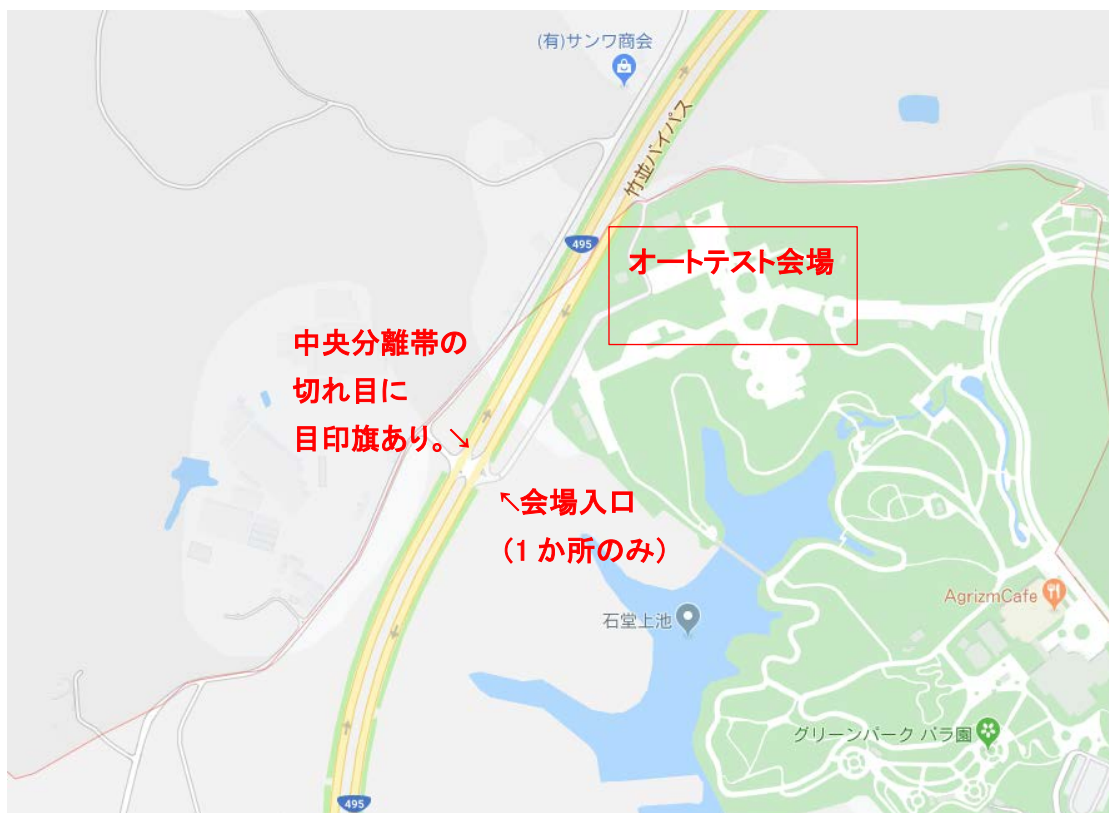 (有)サンワ商会
竹並バイパス
495
オートテスト会場
中央分離帯の
切れ目に
目印旗あり。↘
↖会場入口
（1 か所のみ）
AgrizmCafe
石堂上池
グリーンパーク バラ園
495